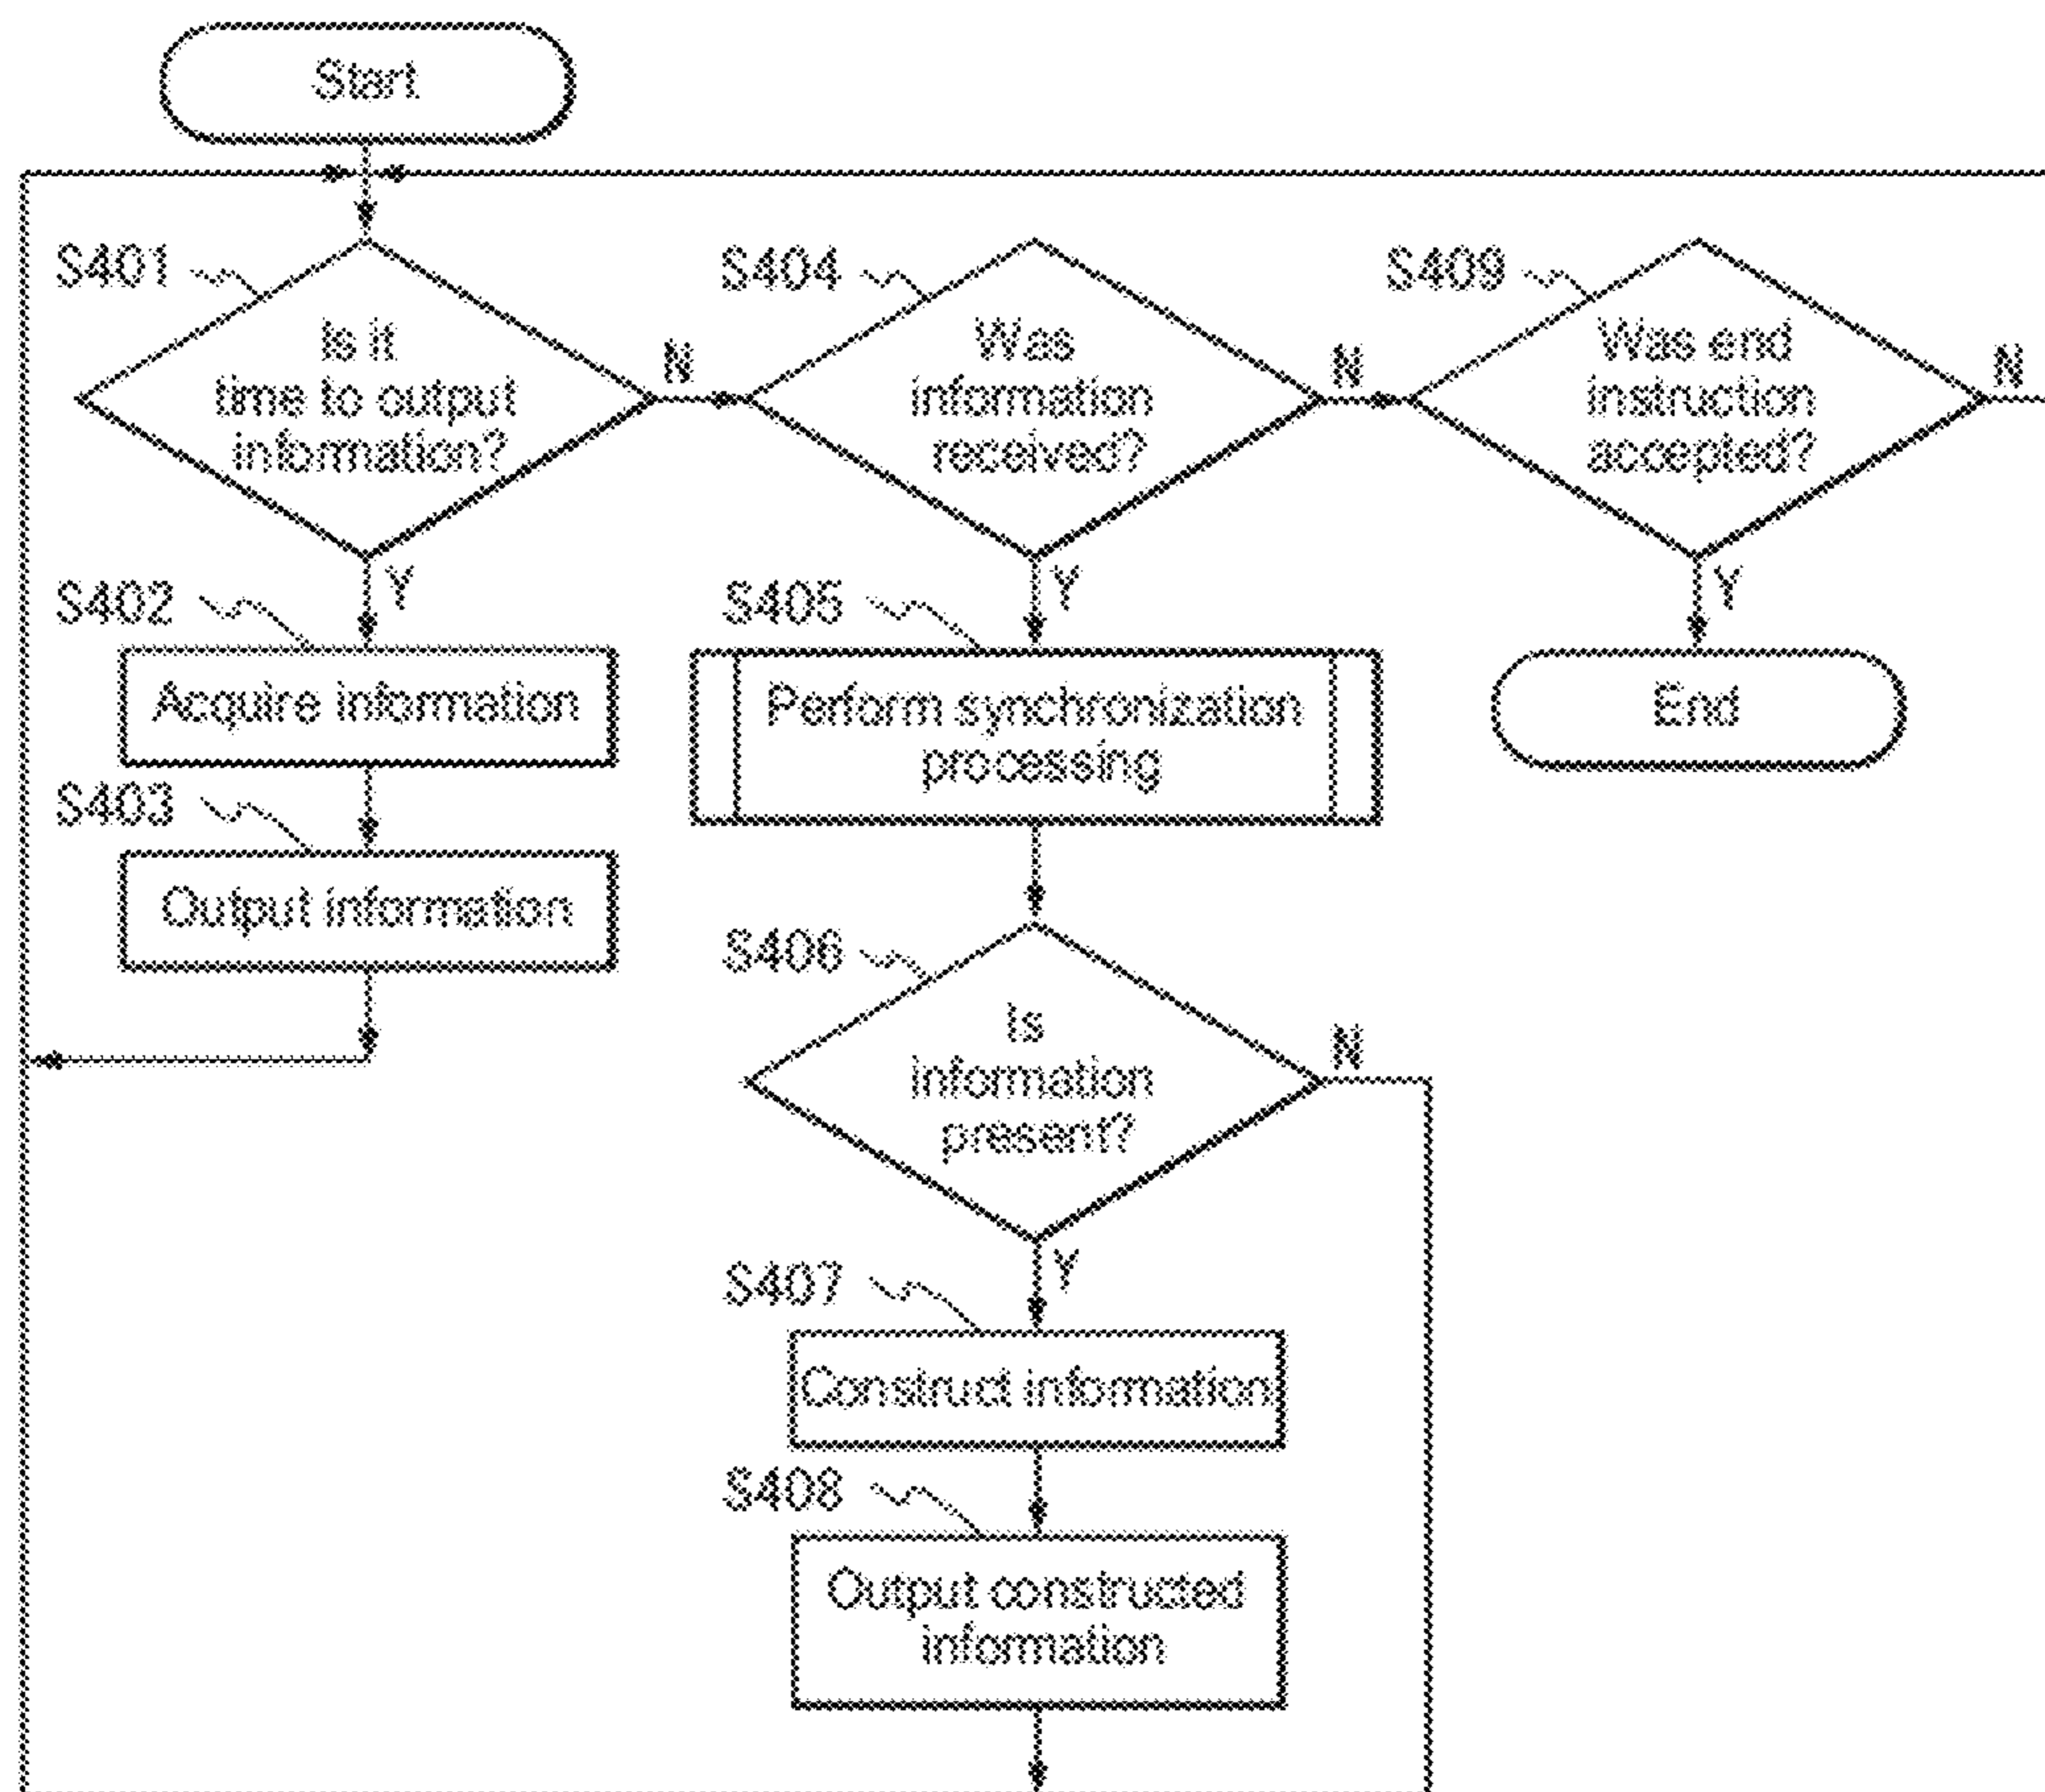 Start
S401
Is it
time to output
information?
N
Y
S402
Acquire information
S403
Output information
S404
Was
information
received?
N
Y
S405
Perform synchronization
processing
S406
Is
information
present?
N
Y
S407
Construct information
S408
Output constructed
information
S409
Was end
instruction
accepted?
N
Y
End